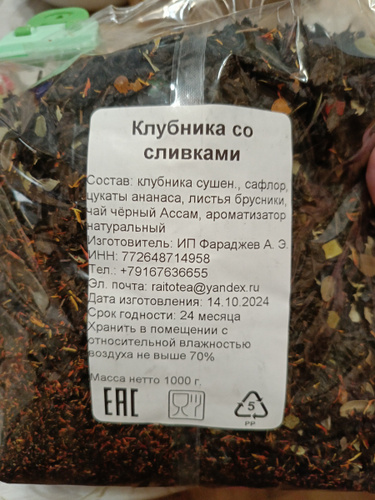 Клубника со
сливками
Состав: клубника сушен., сафлор,
цукаты ананаса, листья брусники,
чай чёрный Ассам, ароматизатор
натуральный
Изготовитель: ИП Фараджев А. Э.
ИНН: 772648714958
Тел.: +79167636655
Эл. почта: raitotea@yandex.ru
Дата изготовления: 14.10.2024
Срок годности: 24 месяца
Хранить в помещении с
относительной влажностью
воздуха не выше 70%
Масса нетто 1000 г.
EAC
5
PP